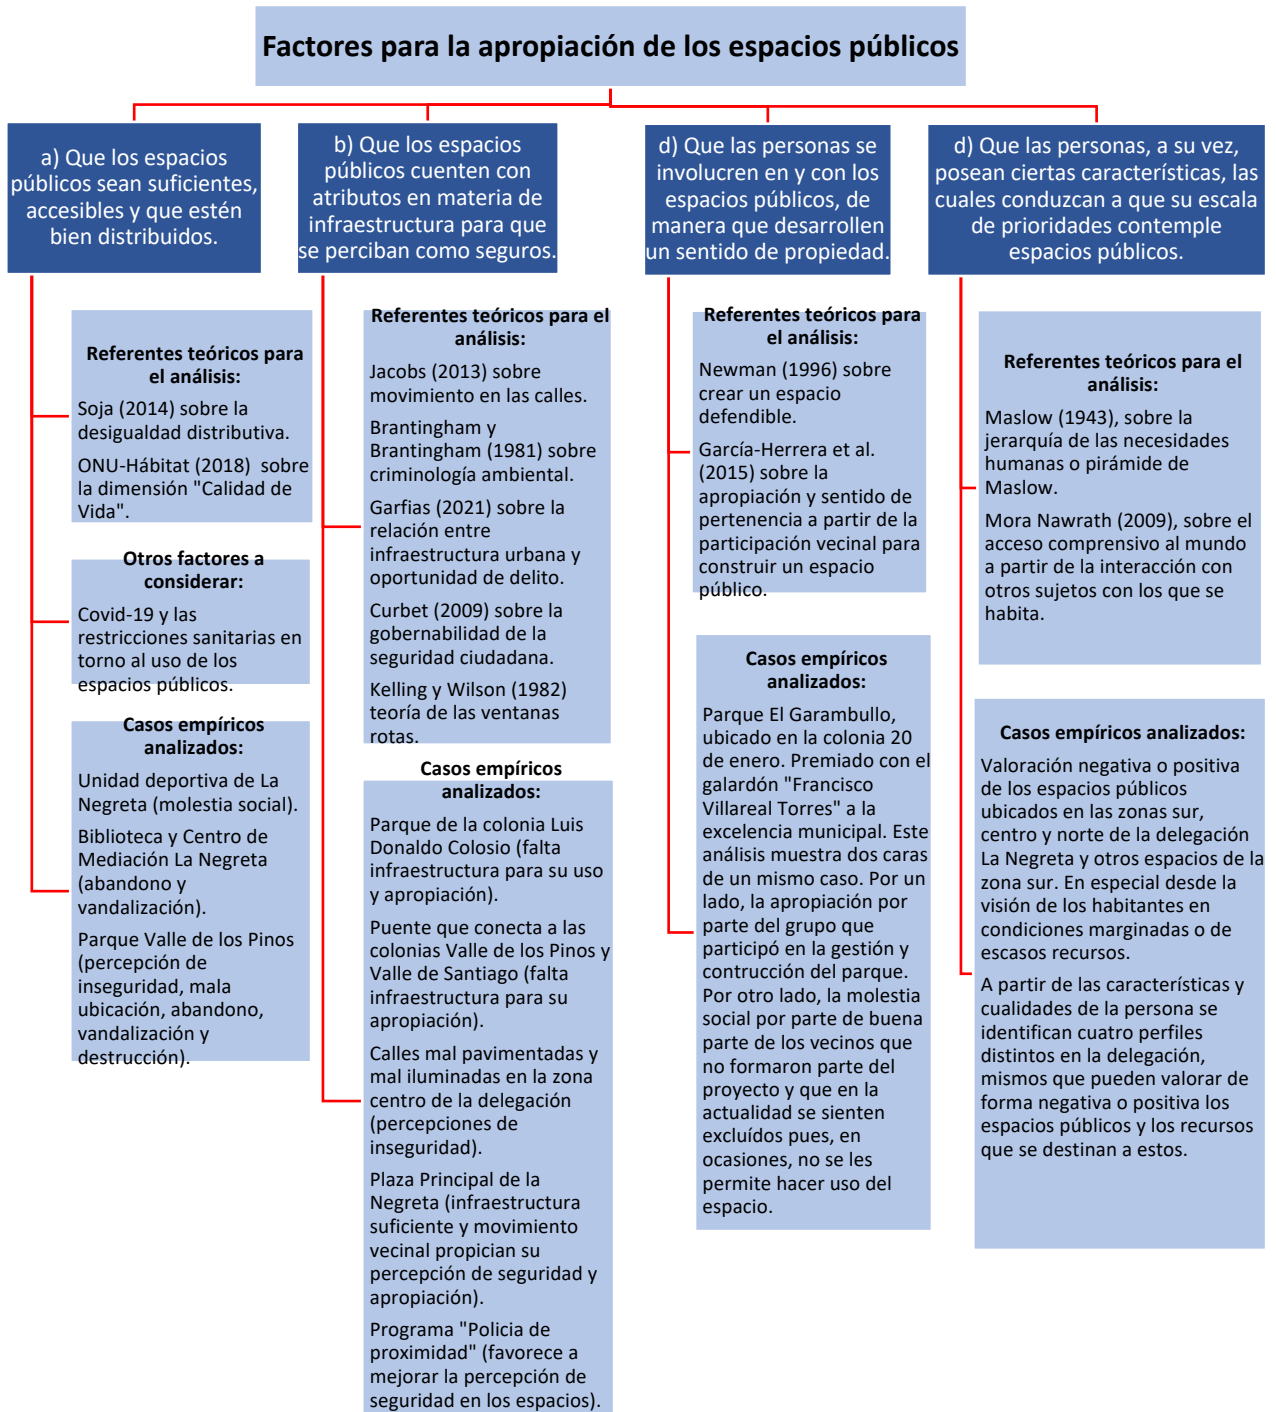 Factores para la apropiación de los espacios públicos
a) Que los espacios
públicos sean suficientes,
accesibles y que estén
bien distribuidos.
Referentes teóricos para
el análisis:
Soja (2014) sobre la
desigualdad distributiva.
ONU-Hábitat (2018) sobre
la dimensión "Calidad de
Vida".
Otros factores a
considerar:
Covid-19 y las
restricciones sanitarias en
torno al uso de los
espacios públicos.
Casos empíricos
analizados:
Unidad deportiva de La
Negreta (molestia social).
Biblioteca y Centro de
Mediación La Negreta
(abandono y
vandalización).
Parque Valle de los Pinos
(percepción de
inseguridad, mala
ubicación, abandono,
vandalización y
destrucción).
b) Que los espacios
públicos cuenten con
atributos en materia de
infraestructura para que
se perciban como seguros.
Referentes teóricos para el
análisis:
Jacobs (2013) sobre
movimiento en las calles.
Brantingham y
Brantingham (1981) sobre
criminología ambiental.
Garfias (2021) sobre la
relación entre
infraestructura urbana y
oportunidad de delito.
Curbet (2009) sobre la
gobernabilidad de la
seguridad ciudadana.
Kelling y Wilson (1982)
teoría de las ventanas
rotas.
Casos empíricos
analizados:
Parque de la colonia Luis
Donaldo Colosio (falta
infraestructura para su uso
y apropiación).
Puente que conecta a las
colonias Valle de los Pinos y
Valle de Santiago (falta
infraestructura para su
apropiación).
Calles mal pavimentadas y
mal iluminadas en la zona
centro de la delegación
(percepciones de
inseguridad).
Plaza Principal de la
Negreta (infraestructura
suficiente y movimiento
vecinal propician su
percepción de seguridad y
apropiación).
Programa "Policia de
proximidad" (favorece a
mejorar la percepción de
seguridad en los espacios).
d) Que las personas se
involucren en y con los
espacios públicos, de
manera que desarrollen
un sentido de propiedad.
Referentes teóricos para
el análisis:
Newman (1996) sobre
crear un espacio
defendible.
García-Herrera et al.
(2015) sobre la
apropiación y sentido de
pertenencia a partir de la
participación vecinal para
construir un espacio
público.
Casos empíricos
analizados:
Parque El Garambullo,
ubicado en la colonia 20
de enero. Premiado con el
galardón "Francisco
Villareal Torres" a la
excelencia municipal. Este
análisis muestra dos caras
de un mismo caso. Por un
lado, la apropiación por
parte del grupo que
participó en la gestión y
contrucción del parque.
Por otro lado, la molestia
social por parte de buena
parte de los vecinos que
no formaron parte del
proyecto y que en la
actualidad se sienten
excluídos pues, en
ocasiones, no se les
permite hacer uso del
espacio.
d) Que las personas, a su vez,
posean ciertas características, las
cuales conduzcan a que su escala
de prioridades contemple
espacios públicos.
Referentes teóricos para el
análisis:
Maslow (1943), sobre la
jerarquía de las necesidades
humanas o pirámide de
Maslow.
Mora Nawrath (2009), sobre el
acceso comprensivo al mundo
a partir de la interacción con
otros sujetos con los que se
habita.
Casos empíricos analizados:
Valoración negativa o positiva
de los espacios públicos
ubicados en las zonas sur,
centro y norte de la delegación
La Negreta y otros espacios de la
zona sur. En especial desde la
visión de los habitantes en
condiciones marginadas o de
escasos recursos.
A partir de las características y
cualidades de la persona se
identifican cuatro perfiles
distintos en la delegación,
mismos que pueden valorar de
forma negativa o positiva los
espacios públicos y los recursos
que se destinan a estos.